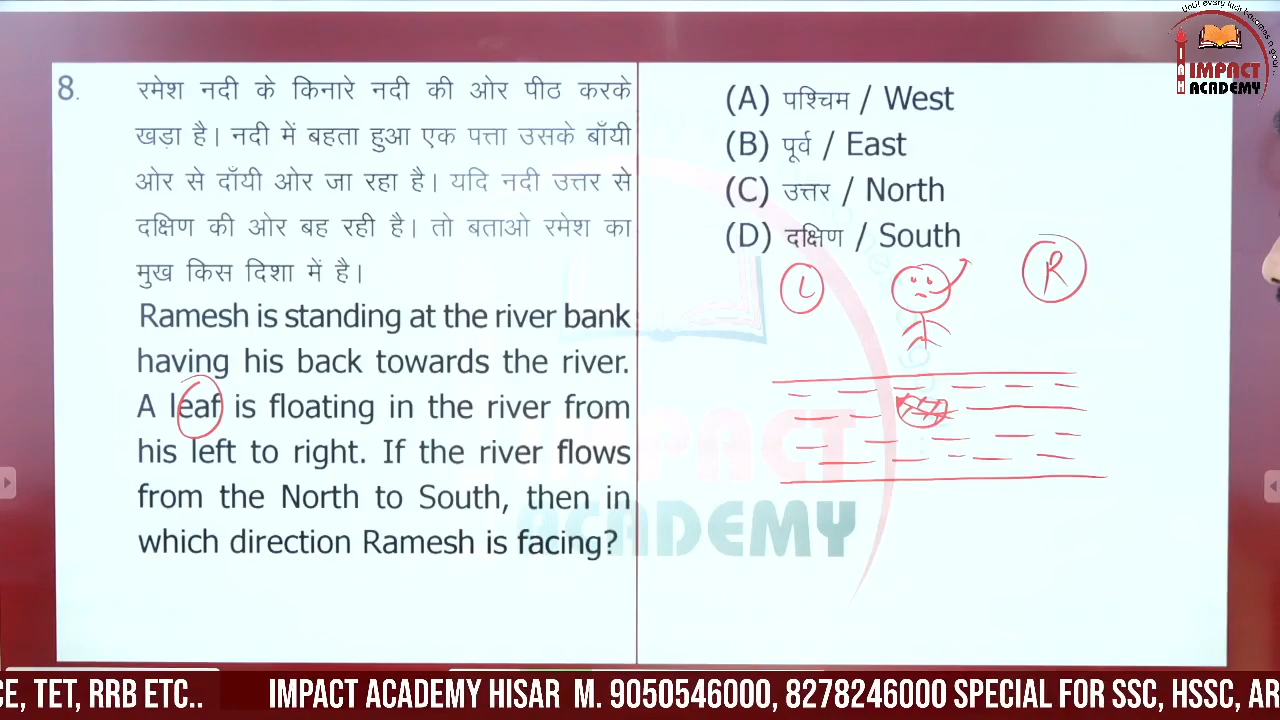 Until every
IMPACT
ACADEMY
8.
रमेश नदी के किनारे नदी की ओर पीठ करके
खड़ा है। नदी में बहता हुआ एक पत्ता उसके बाँयी
ओर से दाँयी ओर जा रहा है। यदि नदी उत्तर से
दक्षिण की ओर बह रही है। तो बताओ रमेश का
मुख किस दिशा में है।
Ramesh is standing at the river bank
having his back towards the river.
A leaf is floating in the river from
his left to right. If the river flows
from the North to South, then in
which direction Ramesh is facing?
(A) पश्चिम / West
(B) पूर्व / East
(C) उत्तर / North
(D) दक्षिण / South
L
R
IMPACT
ACADEMY
CE, TET, RRB ETC.. IMPACT ACADEMY HISAR M. 9050546000, 8278246000 SPECIAL FOR SSC, HSSC, AR